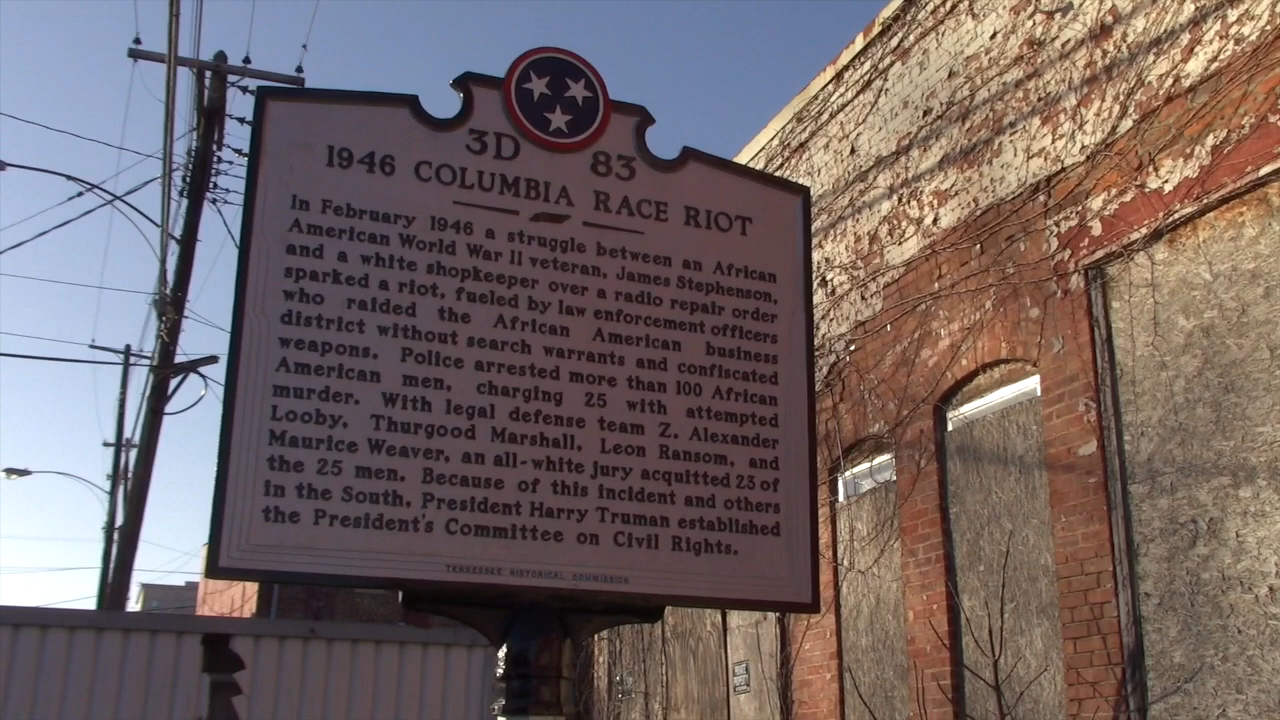 3D 83
1946 COLUMBIA RACE RIOT
In February 1946 a struggle between an African
American World War II veteran, James Stephenson,
and a white shopkeeper over a radio repair order
sparked a riot, fueled by law enforcement officers
who raided the African American business
district without search warrants and confiscated
weapons. Police arrested more than 100 African
American men, charging 25 with attempted
murder. With legal defense team Z. Alexander
Looby, Thurgood Marshall, Leon Ransom, and
Maurice Weaver, an all-white jury acquitted 23 of
the 25 men. Because of this incident and others
in the South, President Harry Truman established
the President's Committee on Civil Rights.
TENNESSEE HISTORICAL COMMISSION